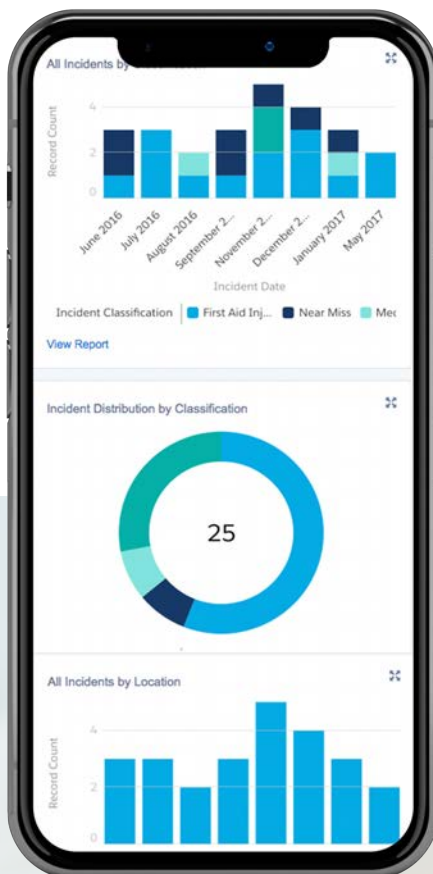 All Incidents by
Record Count
4
2
0
June 2016
July 2016
August 2016
September 2...
November 2...
December 2...
January 2017
May 2017
Incident Date
Incident Classification
First Aid Inj...
Near Miss
Mec
View Report
Incident Distribution by Classification
25
All Incidents by Location
Record Count
4
2
0